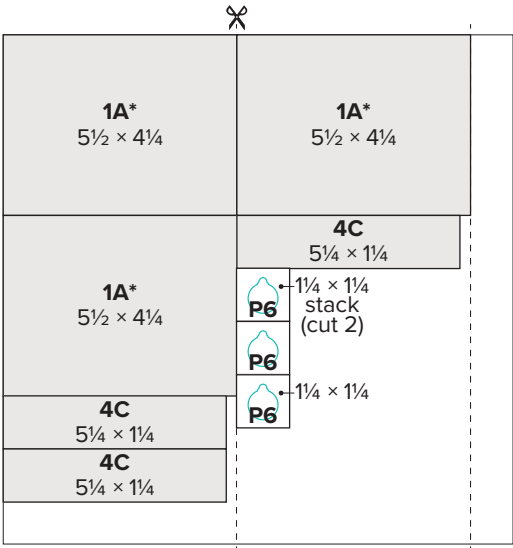 1A*
5½ × 4¼
1A*
5½ × 4¼
4C
5¼ × 1¼
1A*
5½ × 4¼
P6
1¼ × 1¼
stack
(cut 2)
P6
P6
1¼ × 1¼
4C
5¼ × 1¼
4C
5¼ × 1¼